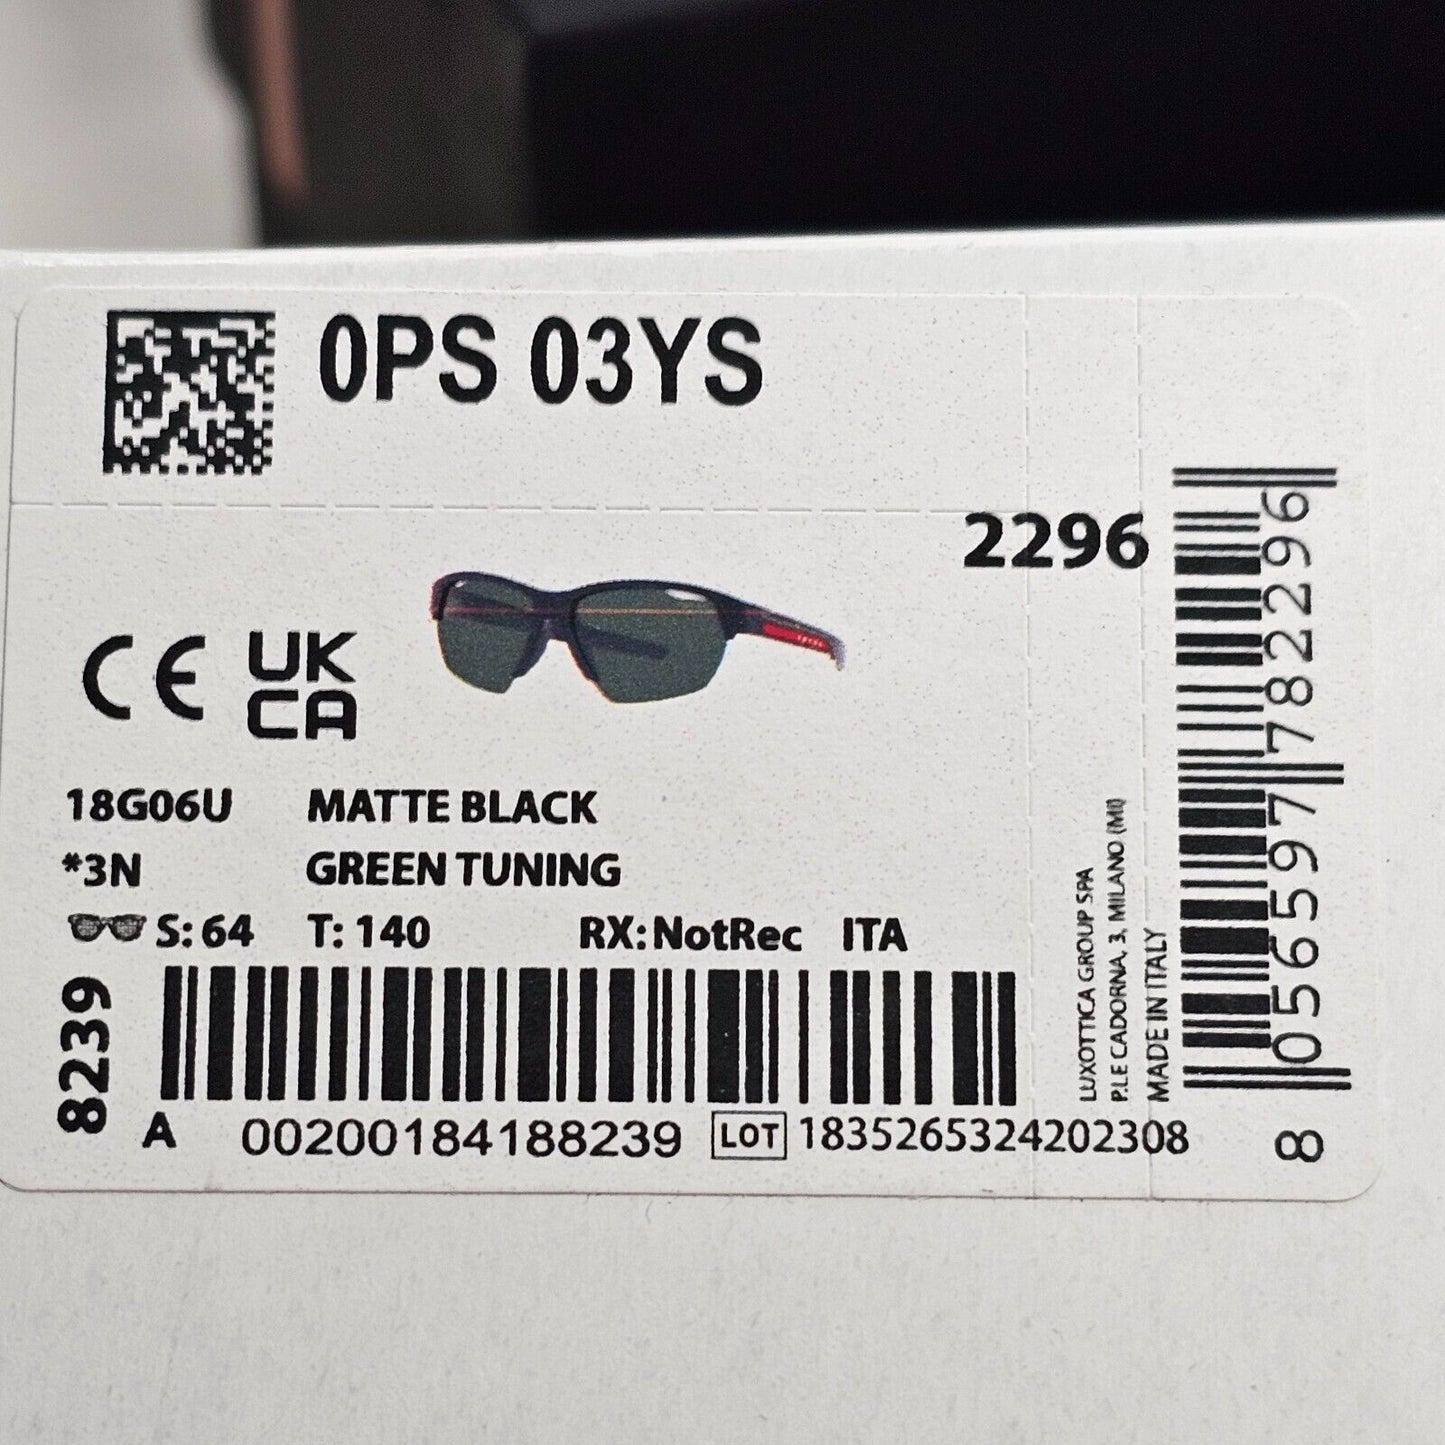 0PS 03YS
2296
CE UK
CA
18G06U MATTE BLACK
*3N GREEN TUNING
S: 64 T: 140 RX: NotRec ITA
8239
A 00200184188239 LOT 1835265324202308
LUXOTTICA GROUP SPA
P.LE CADORNA, 3, MILANO (MI)
MADE IN ITALY
8 056597 782296